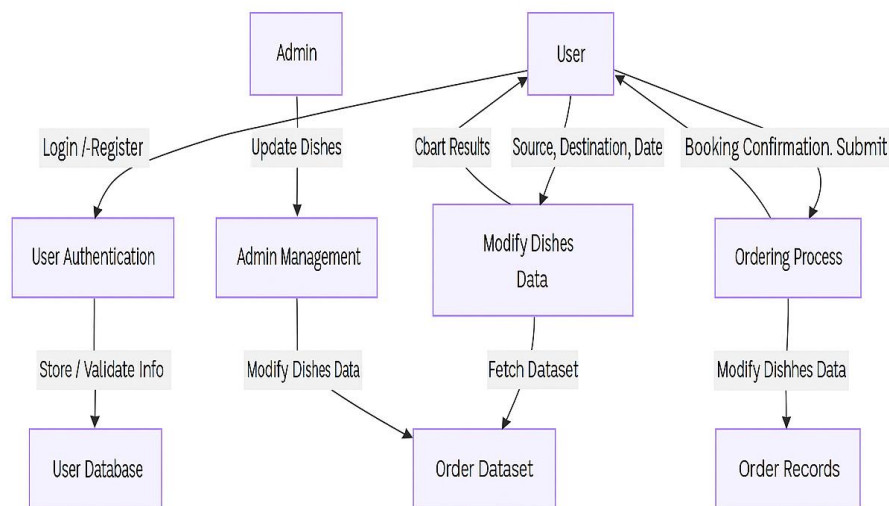 Admin
User
Login /-Register
Update Dishes
Cbart Results
Source, Destination, Date
Booking Confirmation. Submit
User Authentication
Admin Management
Modify Dishes
Data
Ordering Process
Store / Validate Info
Modify Dishes Data
Fetch Dataset
Modify Dishhes Data
User Database
Order Dataset
Order Records